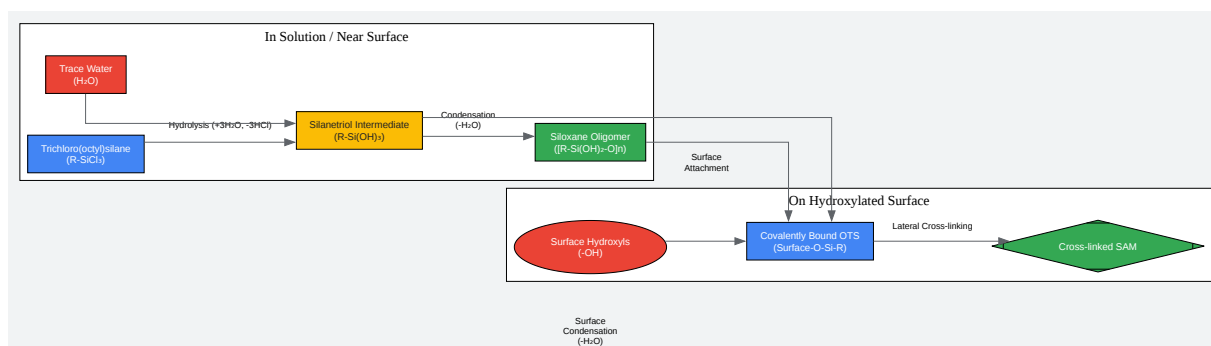 In Solution / Near Surface
Trace Water
(H₂O)
Hydrolysis (+3H₂O, -3HCl)
Trichloro(octyl)silane
(R-SiCl₃)
Silanetriol Intermediate
(R-Si(OH)₃)
Condensation
(-H₂O)
Siloxane Oligomer
([R-Si(OH)₂-O]n)
Surface
Attachment
On Hydroxylated Surface
Surface Hydroxyls
(-OH)
Covalently Bound OTS
(Surface-O-Si-R)
Lateral Cross-linking
Cross-linked SAM
Surface
Condensation
(-H₂O)